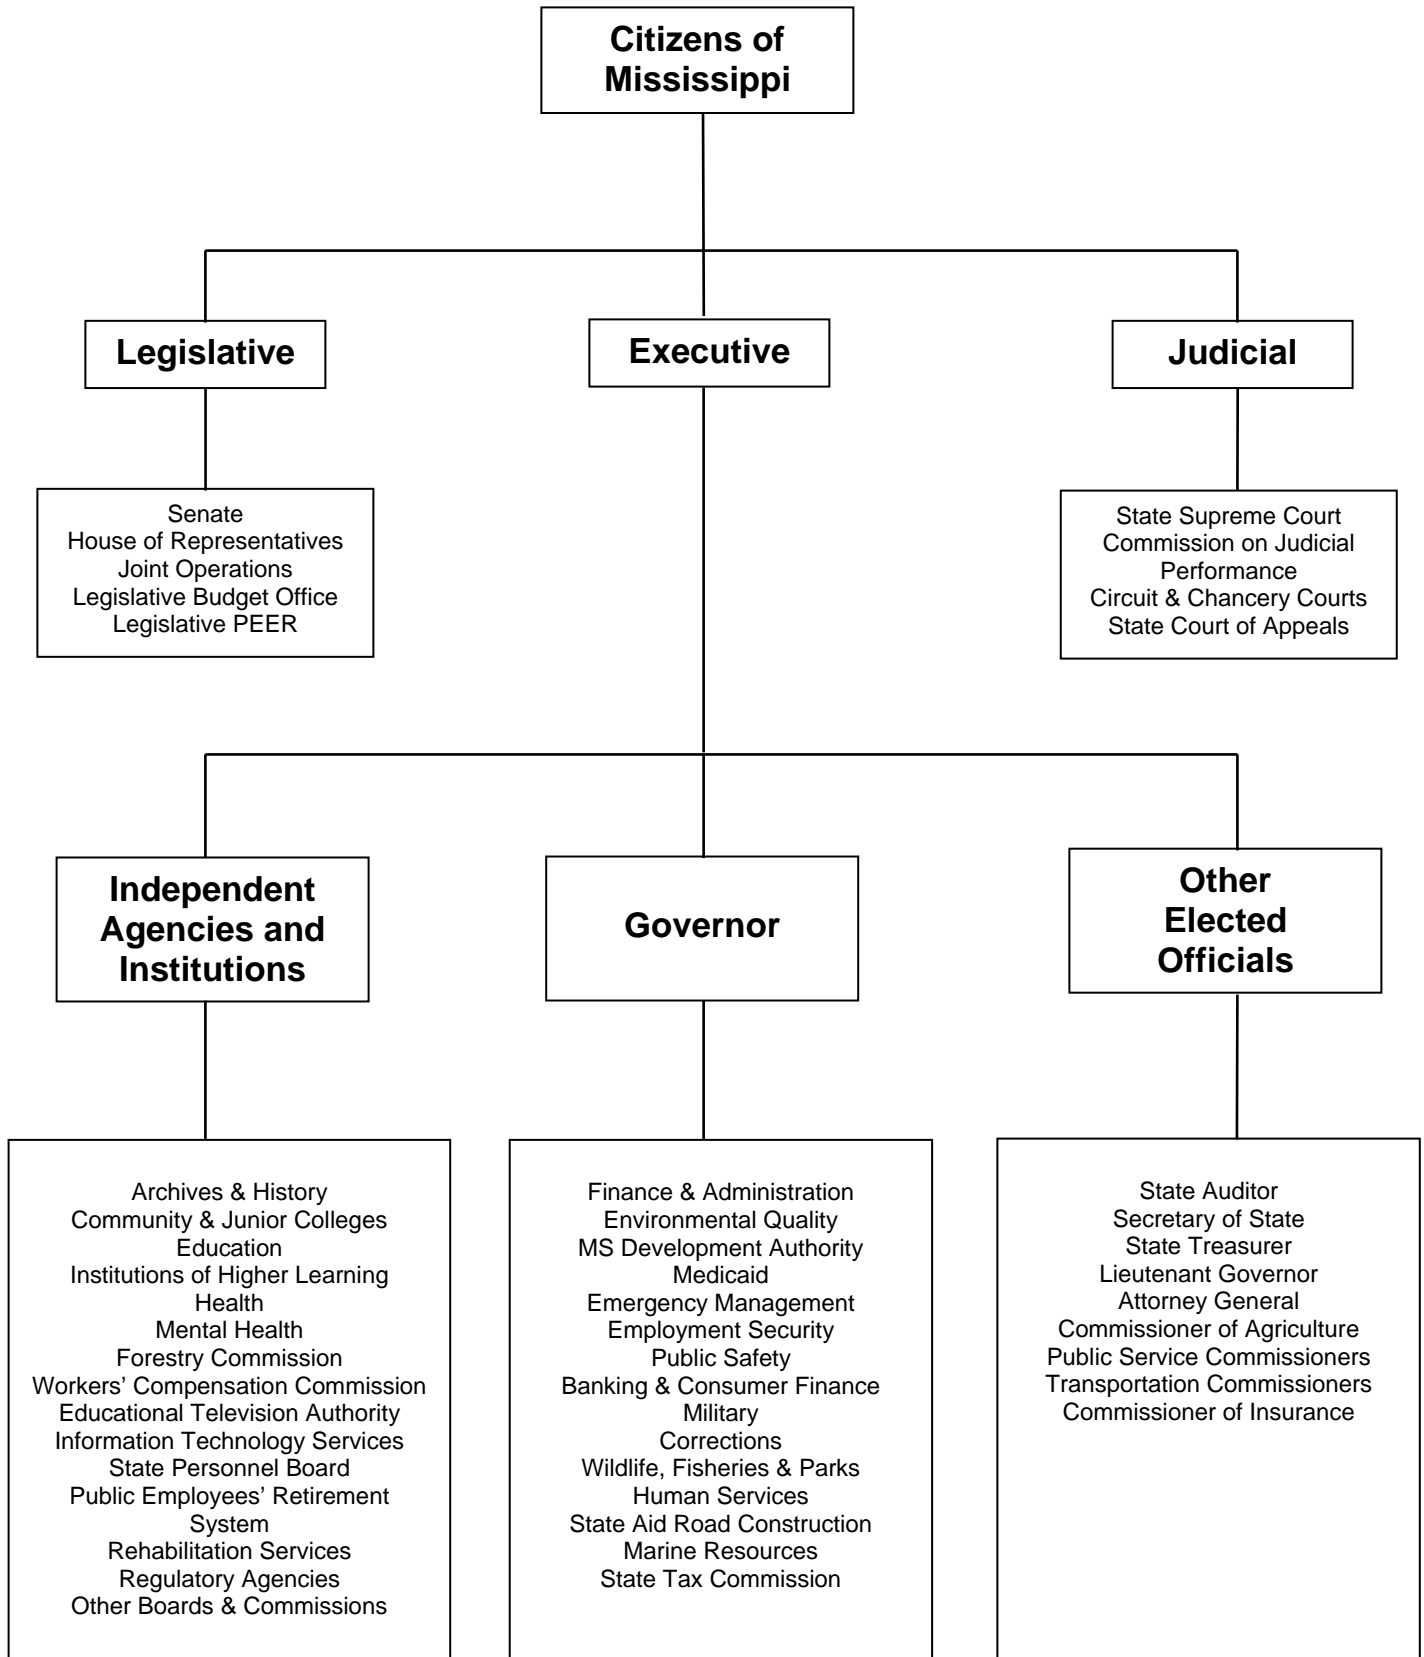 Citizens of
Mississippi
Legislative
Executive
Judicial
Senate
House of Representatives
Joint Operations
Legislative Budget Office
Legislative PEER
State Supreme Court
Commission on Judicial
Performance
Circuit & Chancery Courts
State Court of Appeals
Independent
Agencies and
Institutions
Governor
Other
Elected
Officials
Archives & History
Community & Junior Colleges
Education
Institutions of Higher Learning
Health
Mental Health
Forestry Commission
Workers’ Compensation Commission
Educational Television Authority
Information Technology Services
State Personnel Board
Public Employees’ Retirement
System
Rehabilitation Services
Regulatory Agencies
Other Boards & Commissions
Finance & Administration
Environmental Quality
MS Development Authority
Medicaid
Emergency Management
Employment Security
Public Safety
Banking & Consumer Finance
Military
Corrections
Wildlife, Fisheries & Parks
Human Services
State Aid Road Construction
Marine Resources
State Tax Commission
State Auditor
Secretary of State
State Treasurer
Lieutenant Governor
Attorney General
Commissioner of Agriculture
Public Service Commissioners
Transportation Commissioners
Commissioner of Insurance